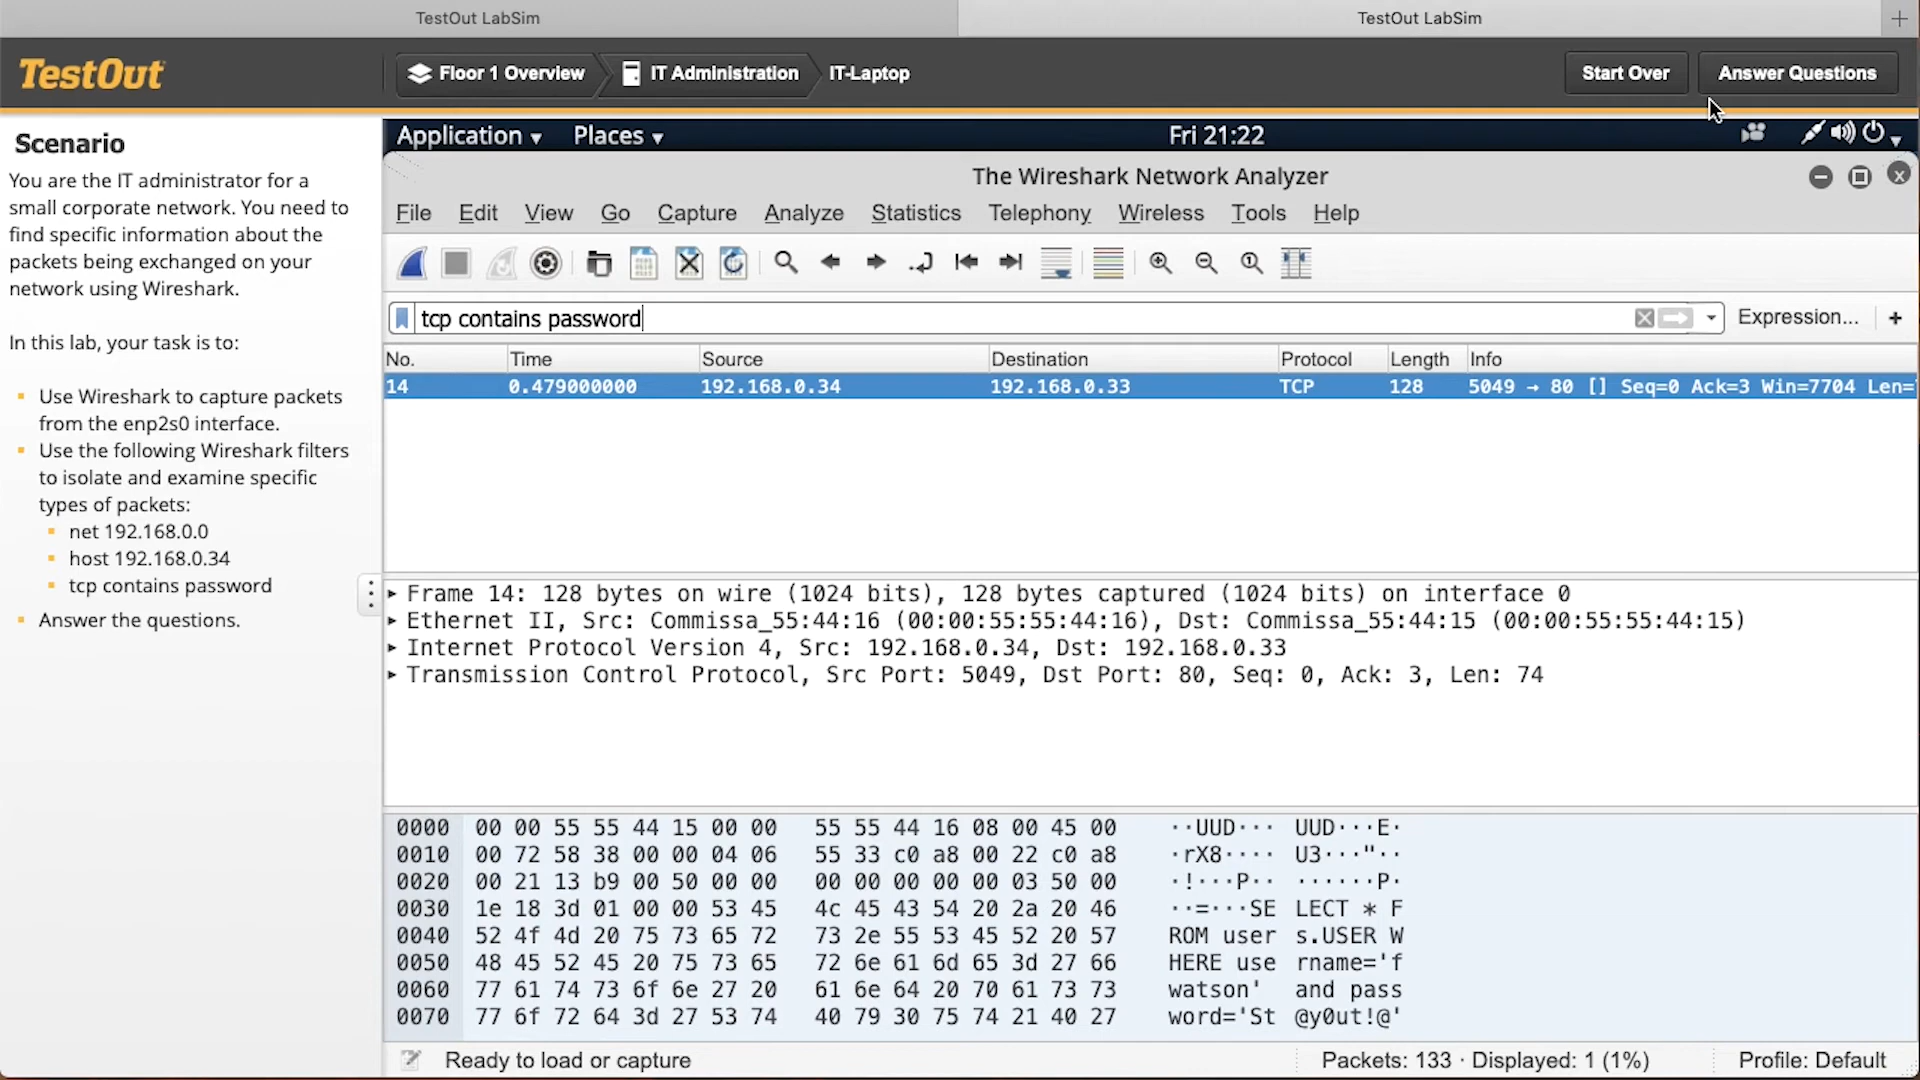 TestOut LabSim
TestOut LabSim
TestOut
Floor 1 Overview
IT Administration
IT-Laptop
Start Over
Answer Questions
Scenario
You are the IT administrator for a
small corporate network. You need to
find specific information about the
packets being exchanged on your
network using Wireshark.
In this lab, your task is to:
Use Wireshark to capture packets
from the enp2s0 interface.
Use the following Wireshark filters
to isolate and examine specific
types of packets:
net 192.168.0.0
host 192.168.0.34
tcp contains password
Answer the questions.
Application Places Fri 21:22
The Wireshark Network Analyzer
File Edit View Go Capture Analyze Statistics Telephony Wireless Tools Help
tcp contains password
Expression... +
No. Time Source Destination Protocol Length Info
14 0.479000000 192.168.0.34 192.168.0.33 TCP 128 5049 → 80 [] Seq=0 Ack=3 Win=7704 Len=
Frame 14: 128 bytes on wire (1024 bits), 128 bytes captured (1024 bits) on interface 0
Ethernet II, Src: Commissa_55:44:16 (00:00:55:55:44:16), Dst: Commissa_55:44:15 (00:00:55:55:44:15)
Internet Protocol Version 4, Src: 192.168.0.34, Dst: 192.168.0.33
Transmission Control Protocol, Src Port: 5049, Dst Port: 80, Seq: 0, Ack: 3, Len: 74
0000 00 00 55 55 44 15 00 00 55 55 44 16 08 00 45 00 ··UUD··· UUD···E·
0010 00 72 58 38 00 00 04 06 55 33 c0 a8 00 22 c0 a8 ·rX8···· U3···"··
0020 00 21 13 b9 00 50 00 00 00 00 00 00 03 50 00 ·!···P·· ······P·
0030 1e 18 3d 01 00 00 53 45 4c 45 43 54 20 2a 20 46 ··=···SE LECT * F
0040 52 4f 4d 20 75 73 65 72 73 2e 55 53 45 52 20 57 ROM user s.USER W
0050 48 45 52 45 20 75 73 65 72 6e 61 6d 65 3d 27 66 HERE use rname='f
0060 77 61 74 73 6f 6e 27 20 61 6e 64 20 70 61 73 73 watson' and pass
0070 77 6f 72 64 3d 27 53 74 40 79 30 75 74 21 40 27 word='St @y0ut!@'
Ready to load or capture
Packets: 133 · Displayed: 1 (1%)
Profile: Default